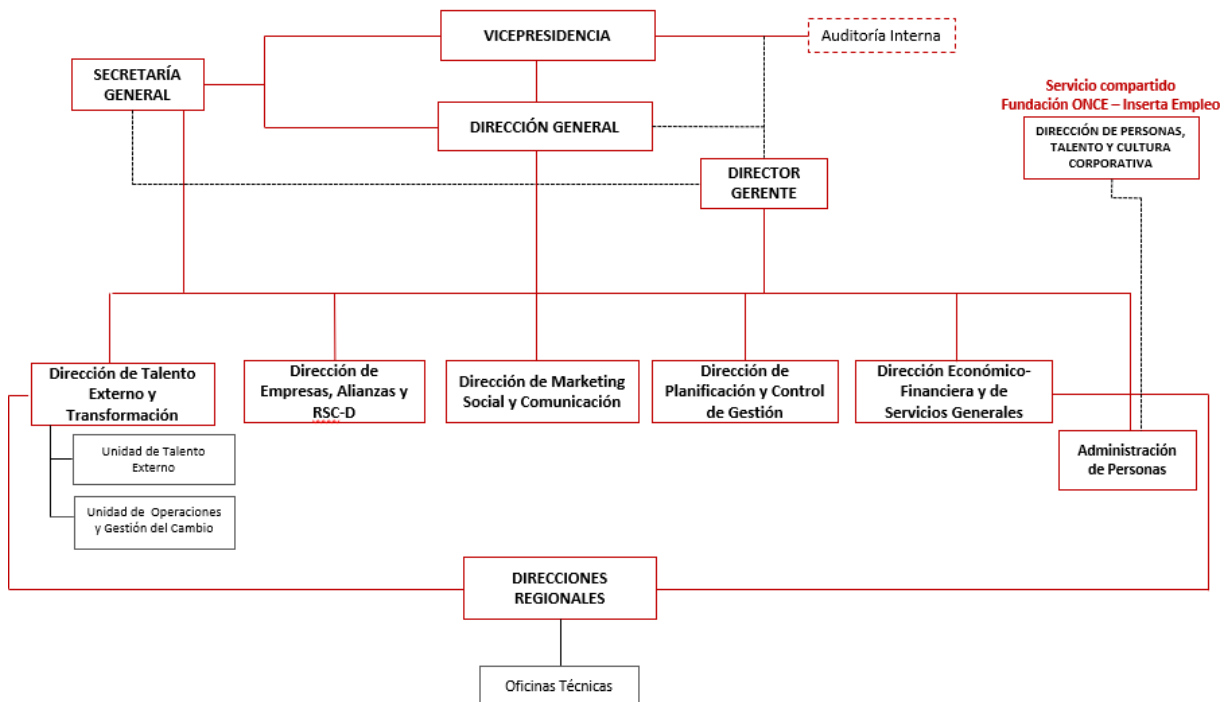 VICEPRESIDENCIA
Auditoría Interna
SECRETARÍA
GENERAL
Servicio compartido
Fundación ONCE – Inserta Empleo
DIRECCIÓN GENERAL
DIRECCIÓN DE PERSONAS,
TALENTO Y CULTURA
CORPORATIVA
DIRECTOR
GERENTE
Dirección de Talento
Externo y
Transformación
Dirección de
Empresas, Alianzas y
RSC-D
Dirección de Marketing
Social y Comunicación
Dirección de
Planificación y Control
de Gestión
Dirección Económico-
Financiera y de
Servicios Generales
Administración
de Personas
Unidad de Talento
Externo
Unidad de Operaciones
y Gestión del Cambio
DIRECCIONES
REGIONALES
Oficinas Técnicas